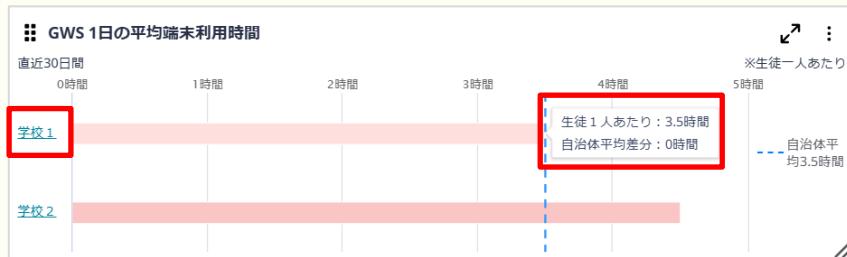 GWS 1日の平均端末利用時間
直近30日間
※生徒一人あたり
0時間 1時間 2時間 3時間 4時間 5時間
学校1
生徒1人あたり：3.5時間
自治体平均差分：0時間
自治体平
均3.5時間
学校2